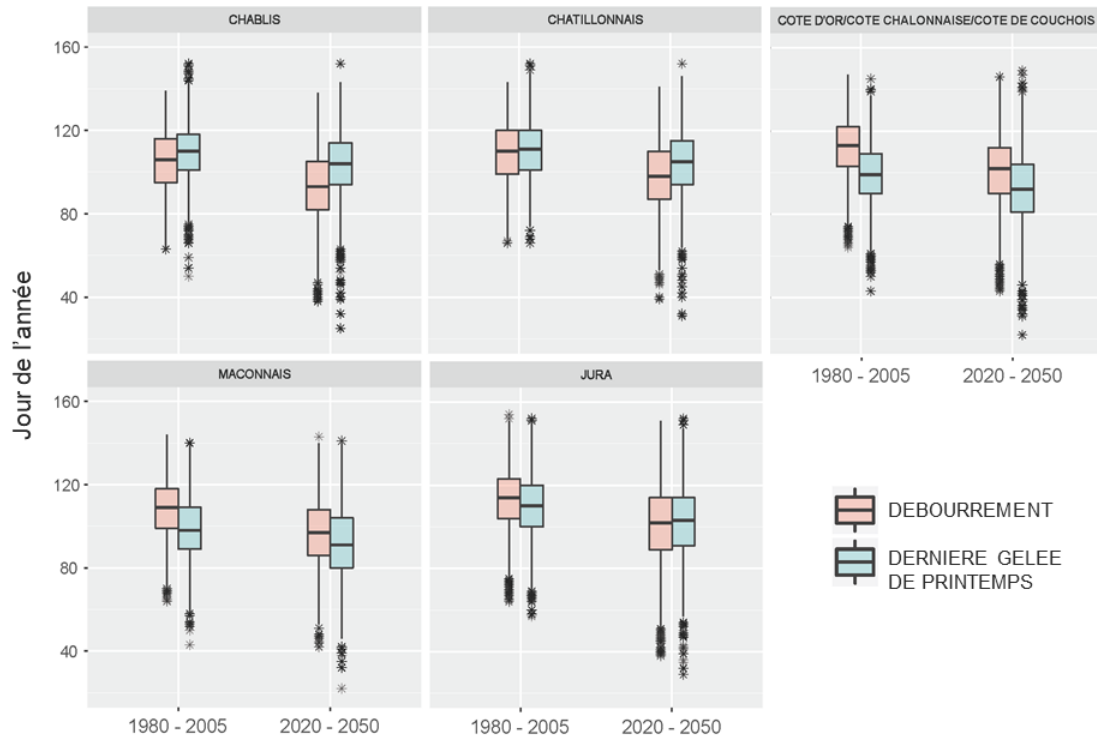 CHABLIS
CHATILLONNAIS
COTE D'OR/COTE CHALONNAISE/COTE DE COUCHOIS
160
120
80
40
1980 - 2005
2020 - 2050
MACONNAIS
JURA
160
120
80
40
1980 - 2005
2020 - 2050
1980 - 2005
2020 - 2050
Jour de l'année
DEBOURREMENT
DERNIERE GELEE
DE PRINTEMPS